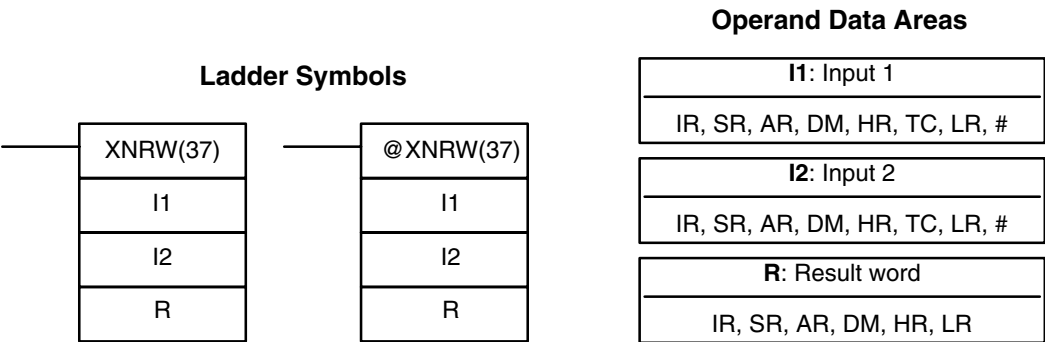 Ladder Symbols
XNRW(37)
I1
I2
R
@XNRW(37)
I1
I2
R
Operand Data Areas
I1: Input 1
IR, SR, AR, DM, HR, TC, LR, #
I2: Input 2
IR, SR, AR, DM, HR, TC, LR, #
R: Result word
IR, SR, AR, DM, HR, LR